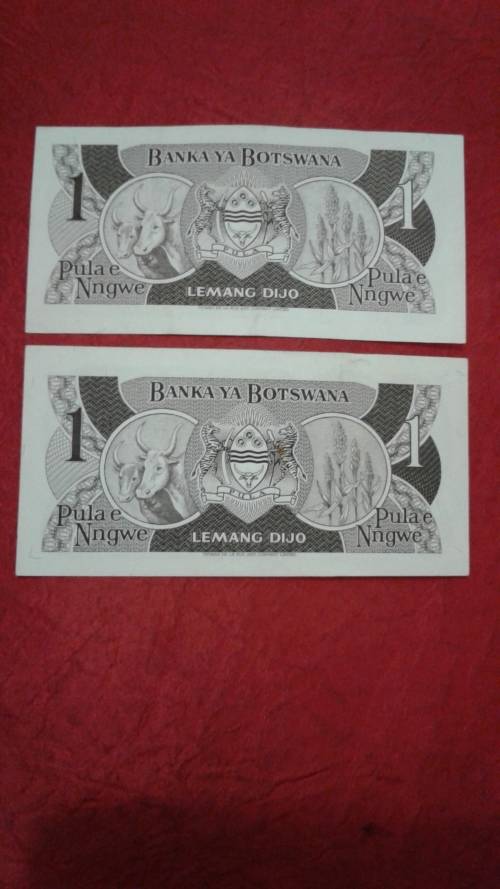 BANKA YA BOTSWANA
1 1
Pula e Nngwe
LEMANG DIJO
Pula e Nngwe
BANKA YA BOTSWANA
1 1
Pula e Nngwe
LEMANG DIJO
Pula e Nngwe